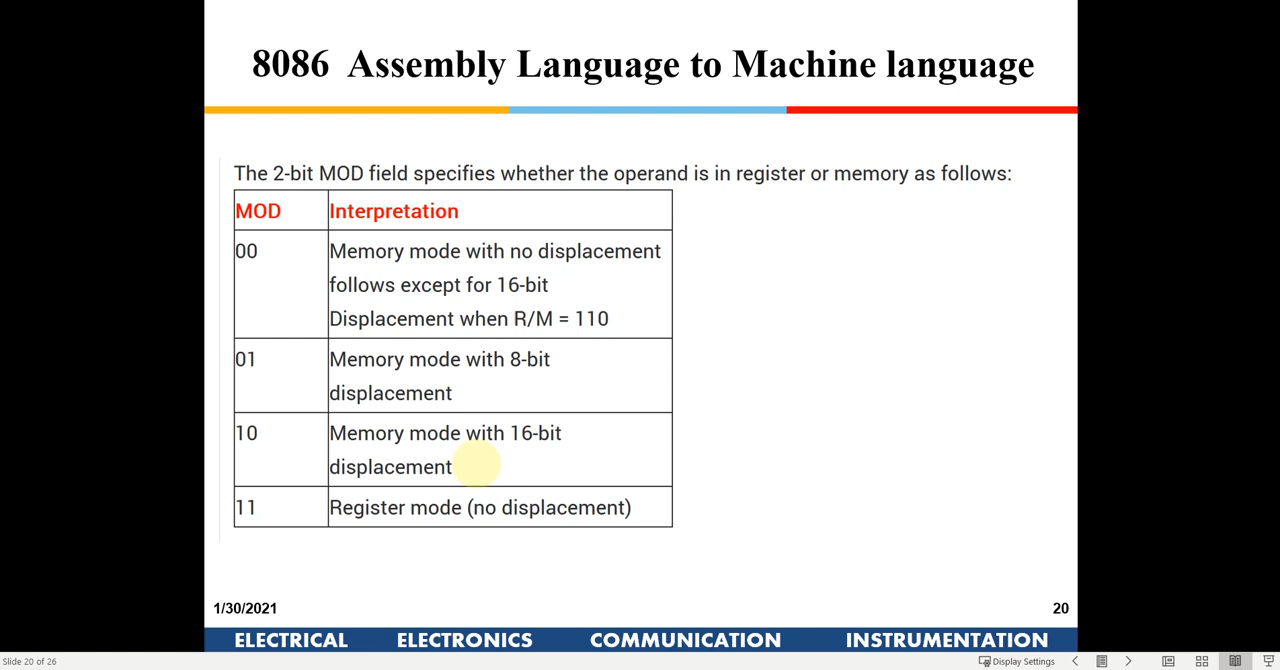 8086 Assembly Language to Machine language
The 2-bit MOD field specifies whether the operand is in register or memory as follows:
MOD Interpretation
00 Memory mode with no displacement
follows except for 16-bit
Displacement when R/M = 110
01 Memory mode with 8-bit
displacement
10 Memory mode with 16-bit
displacement
11 Register mode (no displacement)
1/30/2021 20
ELECTRICAL ELECTRONICS COMMUNICATION INSTRUMENTATION
Slide 20 of 26 Display Settings